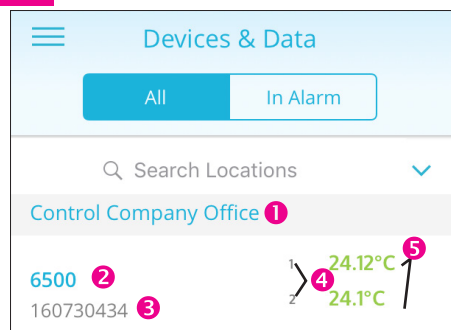 Devices & Data
All In Alarm
Search Locations
Control Company Office 1
6500 2
160730434 3
1 24.12°C 5
4
2 24.1°C